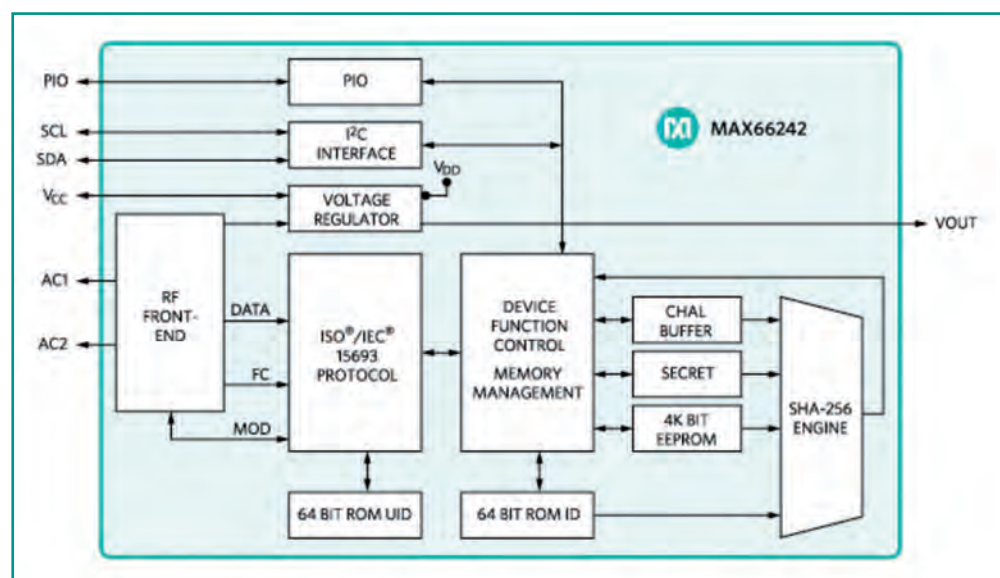 PIO
SCL
SDA
VCC
AC1
AC2
PIO
I²C
INTERFACE
VDD
VOLTAGE
REGULATOR
MAX66242
VOUT
RF
FRONT-
END
DATA
FC
MOD
ISO®/IEC®
15693
PROTOCOL
DEVICE
FUNCTION
CONTROL
MEMORY
MANAGEMENT
CHAL
BUFFER
SECRET
4K BIT
EEPROM
SHA-256
ENGINE
64 BIT ROM UID
64 BIT ROM ID